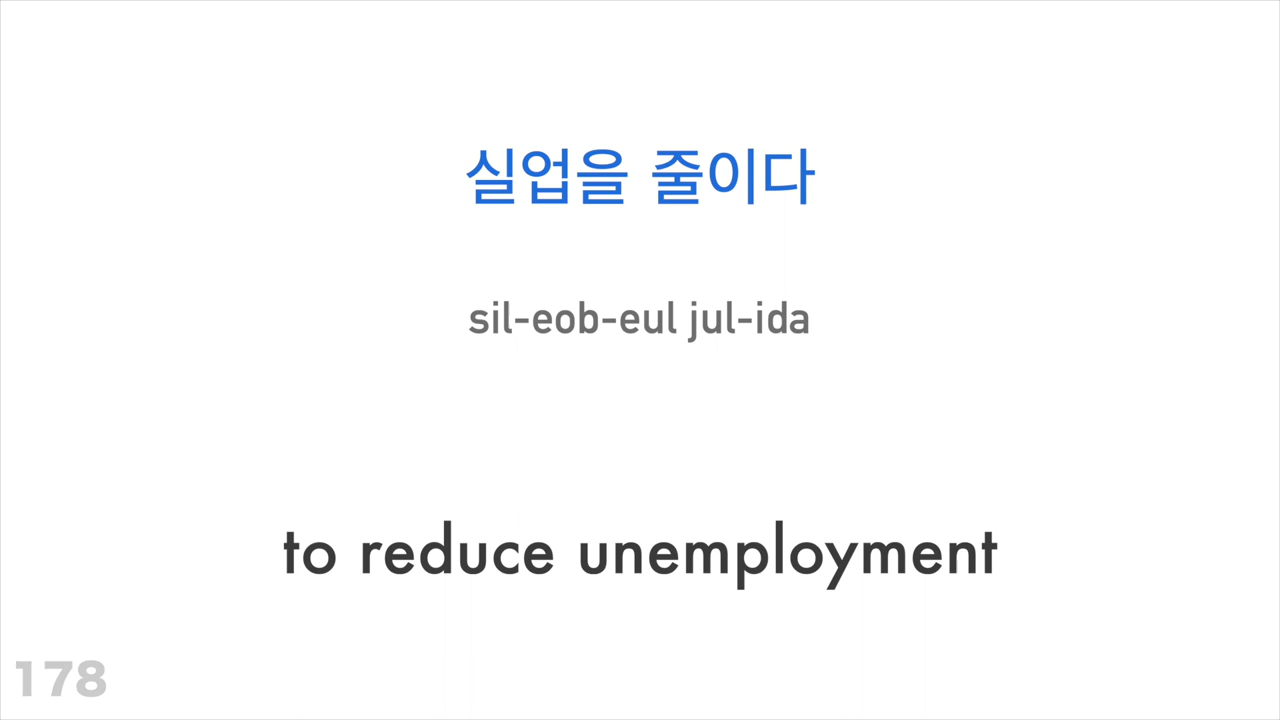 실업을 줄이다
sil-eob-eul jul-ida
to reduce unemployment
178